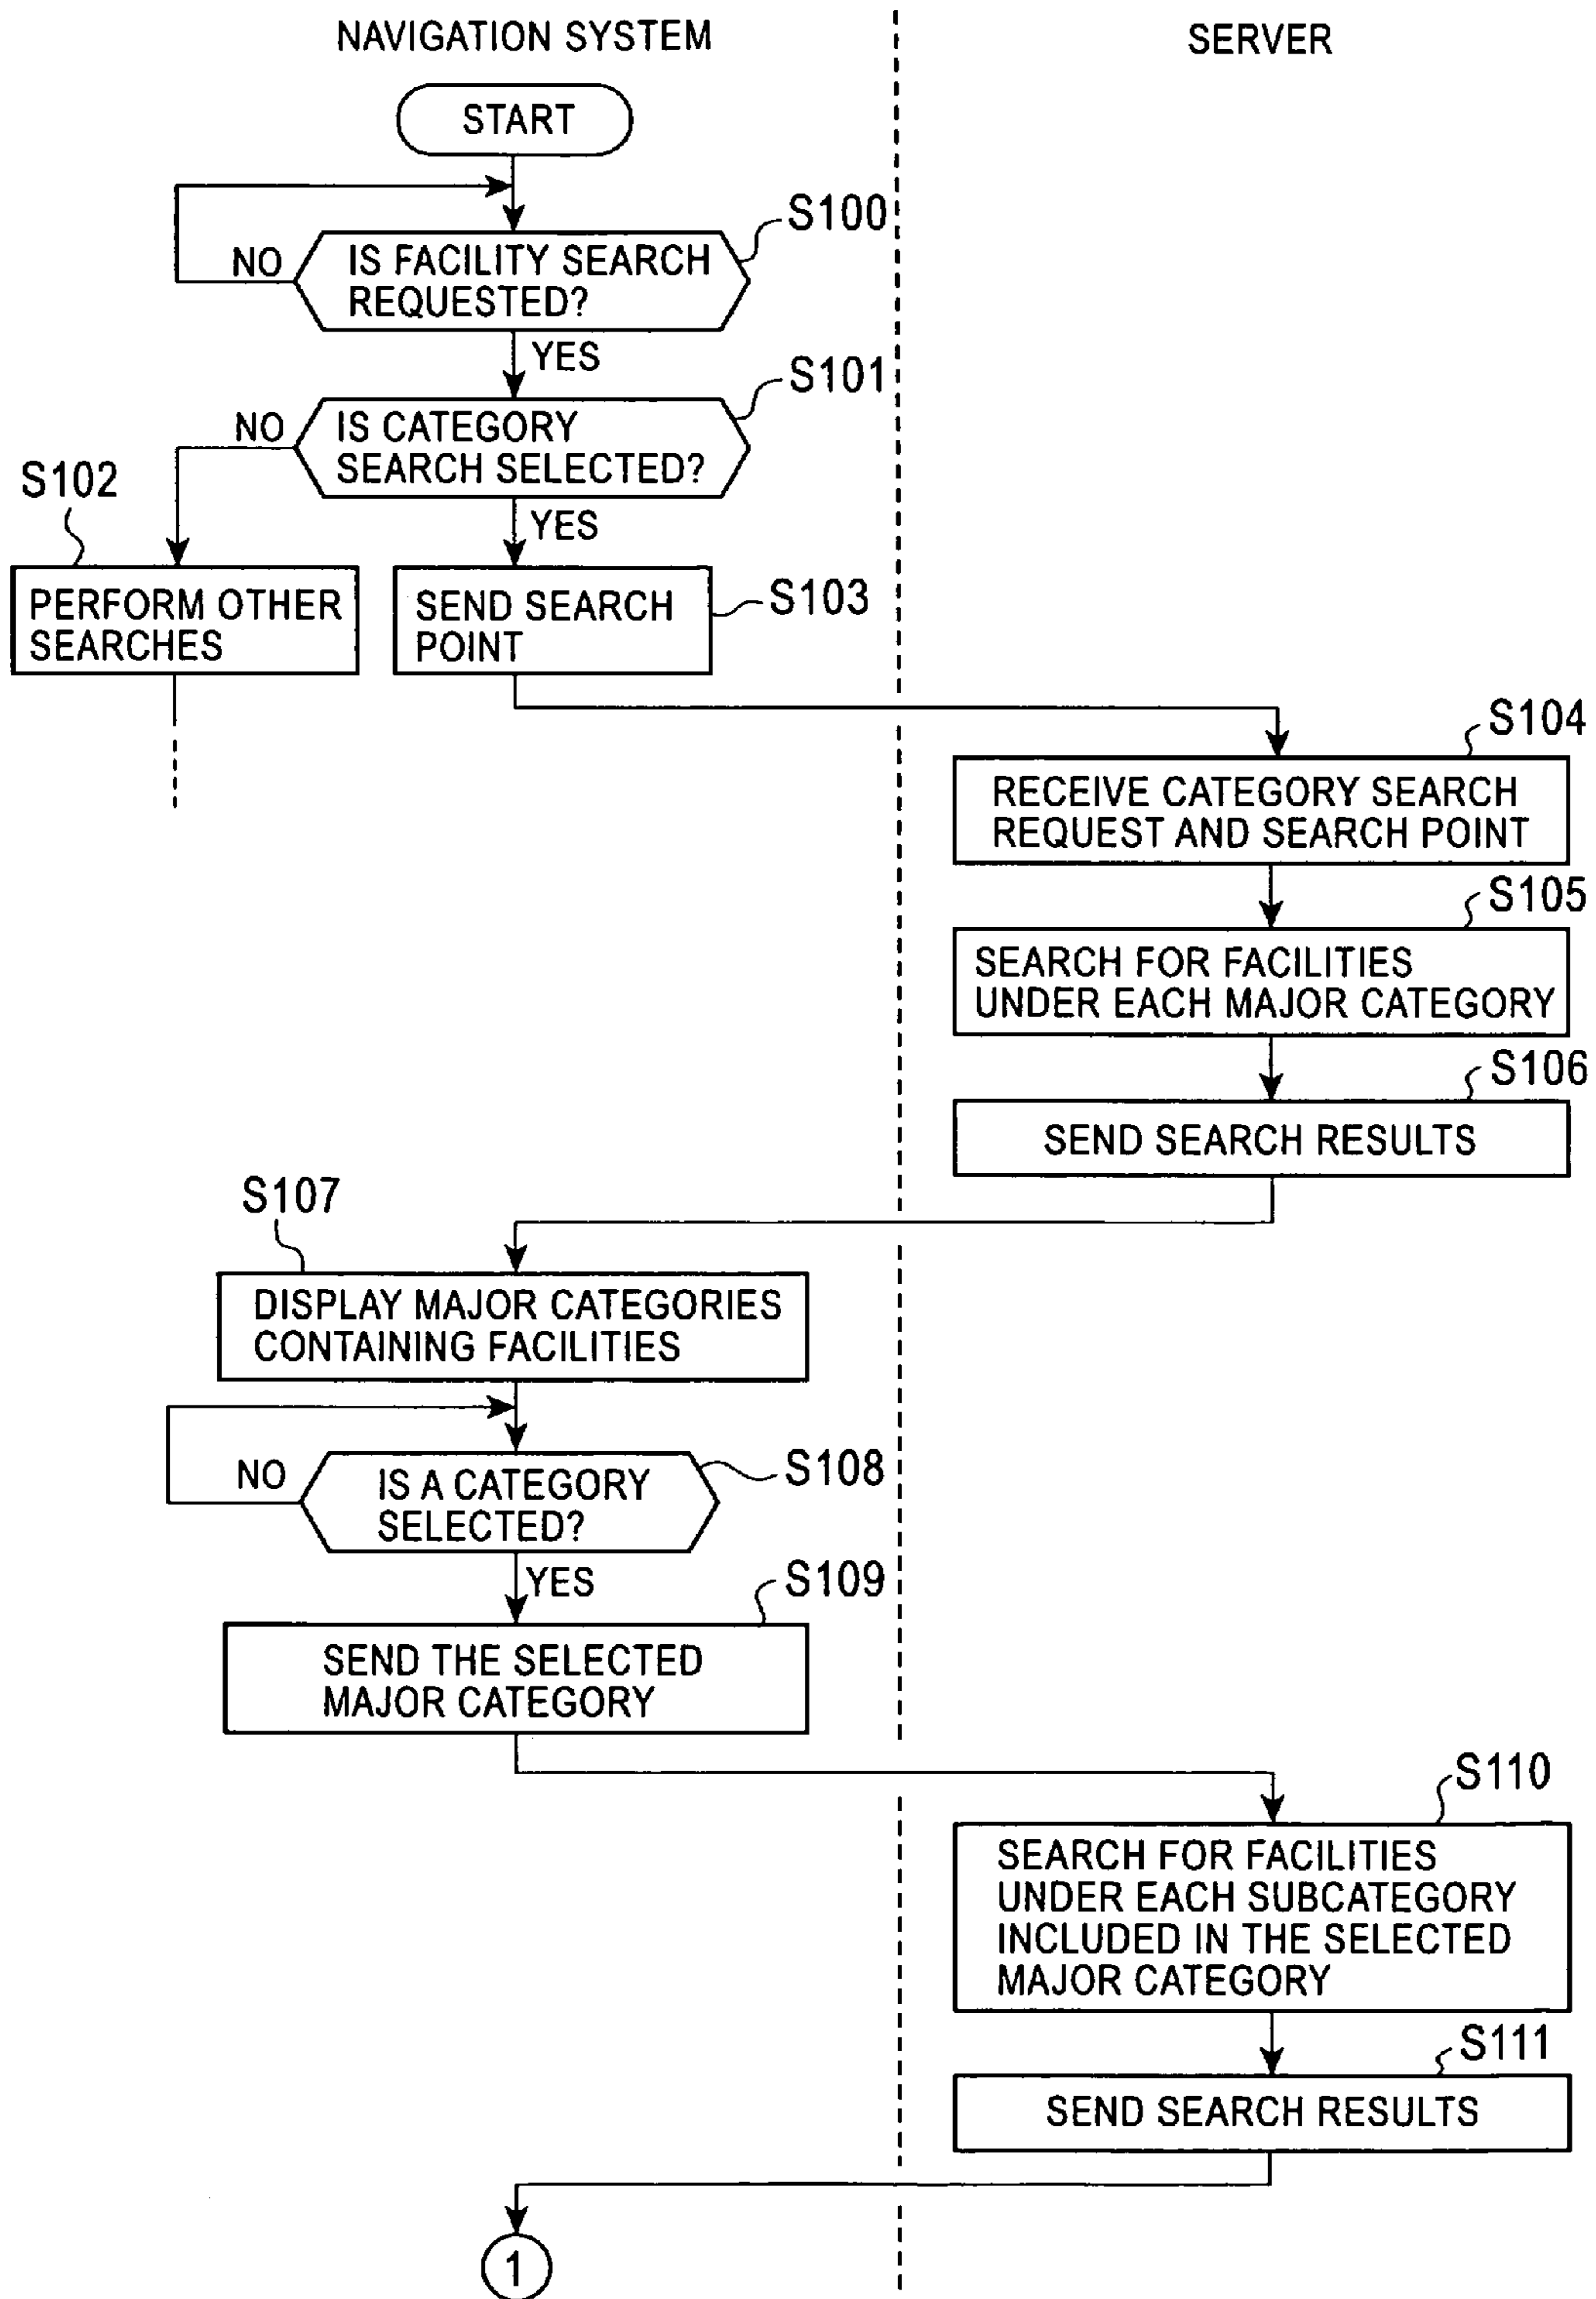 NAVIGATION SYSTEM
SERVER
START
S100
NO
IS FACILITY SEARCH
REQUESTED?
YES
S101
NO
IS CATEGORY
SEARCH SELECTED?
S102
YES
PERFORM OTHER
SEARCHES
SEND SEARCH
POINT
S103
S104
RECEIVE CATEGORY SEARCH
REQUEST AND SEARCH POINT
S105
SEARCH FOR FACILITIES
UNDER EACH MAJOR CATEGORY
S106
SEND SEARCH RESULTS
S107
DISPLAY MAJOR CATEGORIES
CONTAINING FACILITIES
S108
NO
IS A CATEGORY
SELECTED?
YES
S109
SEND THE SELECTED
MAJOR CATEGORY
S110
SEARCH FOR FACILITIES
UNDER EACH SUBCATEGORY
INCLUDED IN THE SELECTED
MAJOR CATEGORY
S111
SEND SEARCH RESULTS
1